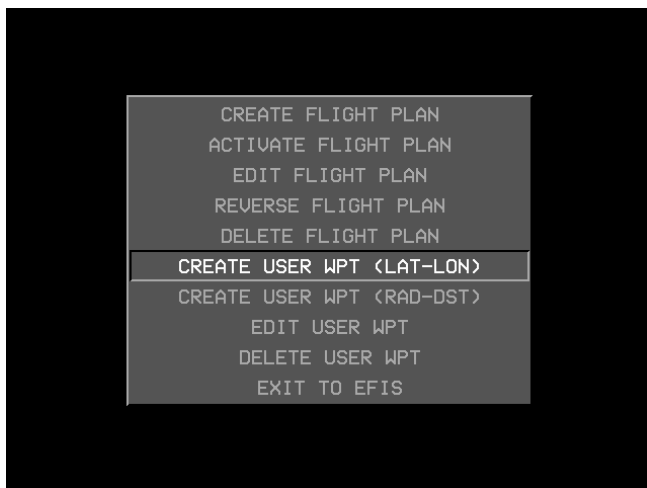 CREATE FLIGHT PLAN
ACTIVATE FLIGHT PLAN
EDIT FLIGHT PLAN
REVERSE FLIGHT PLAN
DELETE FLIGHT PLAN
CREATE USER WPT (LAT-LON)
CREATE USER WPT (RAD-DST)
EDIT USER WPT
DELETE USER WPT
EXIT TO EFIS